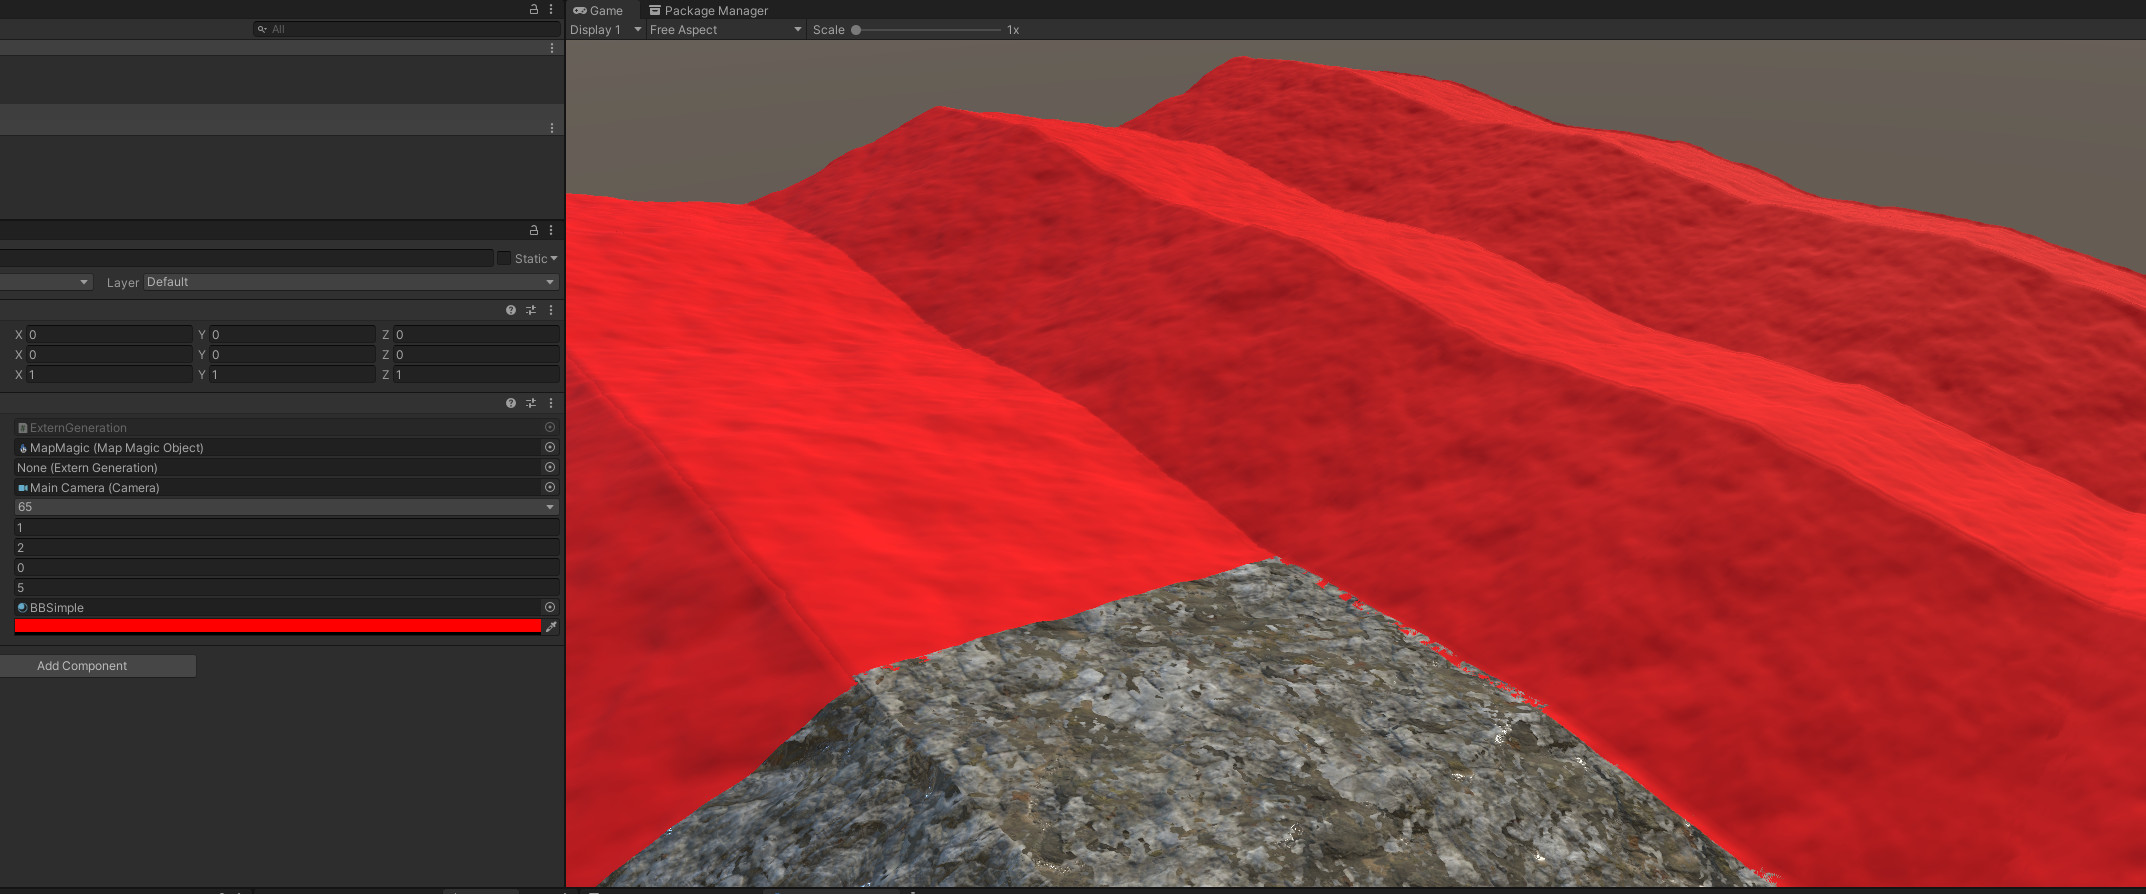 Game
Package Manager
All
Display 1
Free Aspect
Scale
1x
Static
Layer Default
X 0 Y 0 Z 0
X 0 Y 0 Z 0
X 1 Y 1 Z 1
ExternGeneration
MapMagic (Map Magic Object)
None (Extern Generation)
Main Camera (Camera)
65
1
2
0
5
BBSimple
Add Component